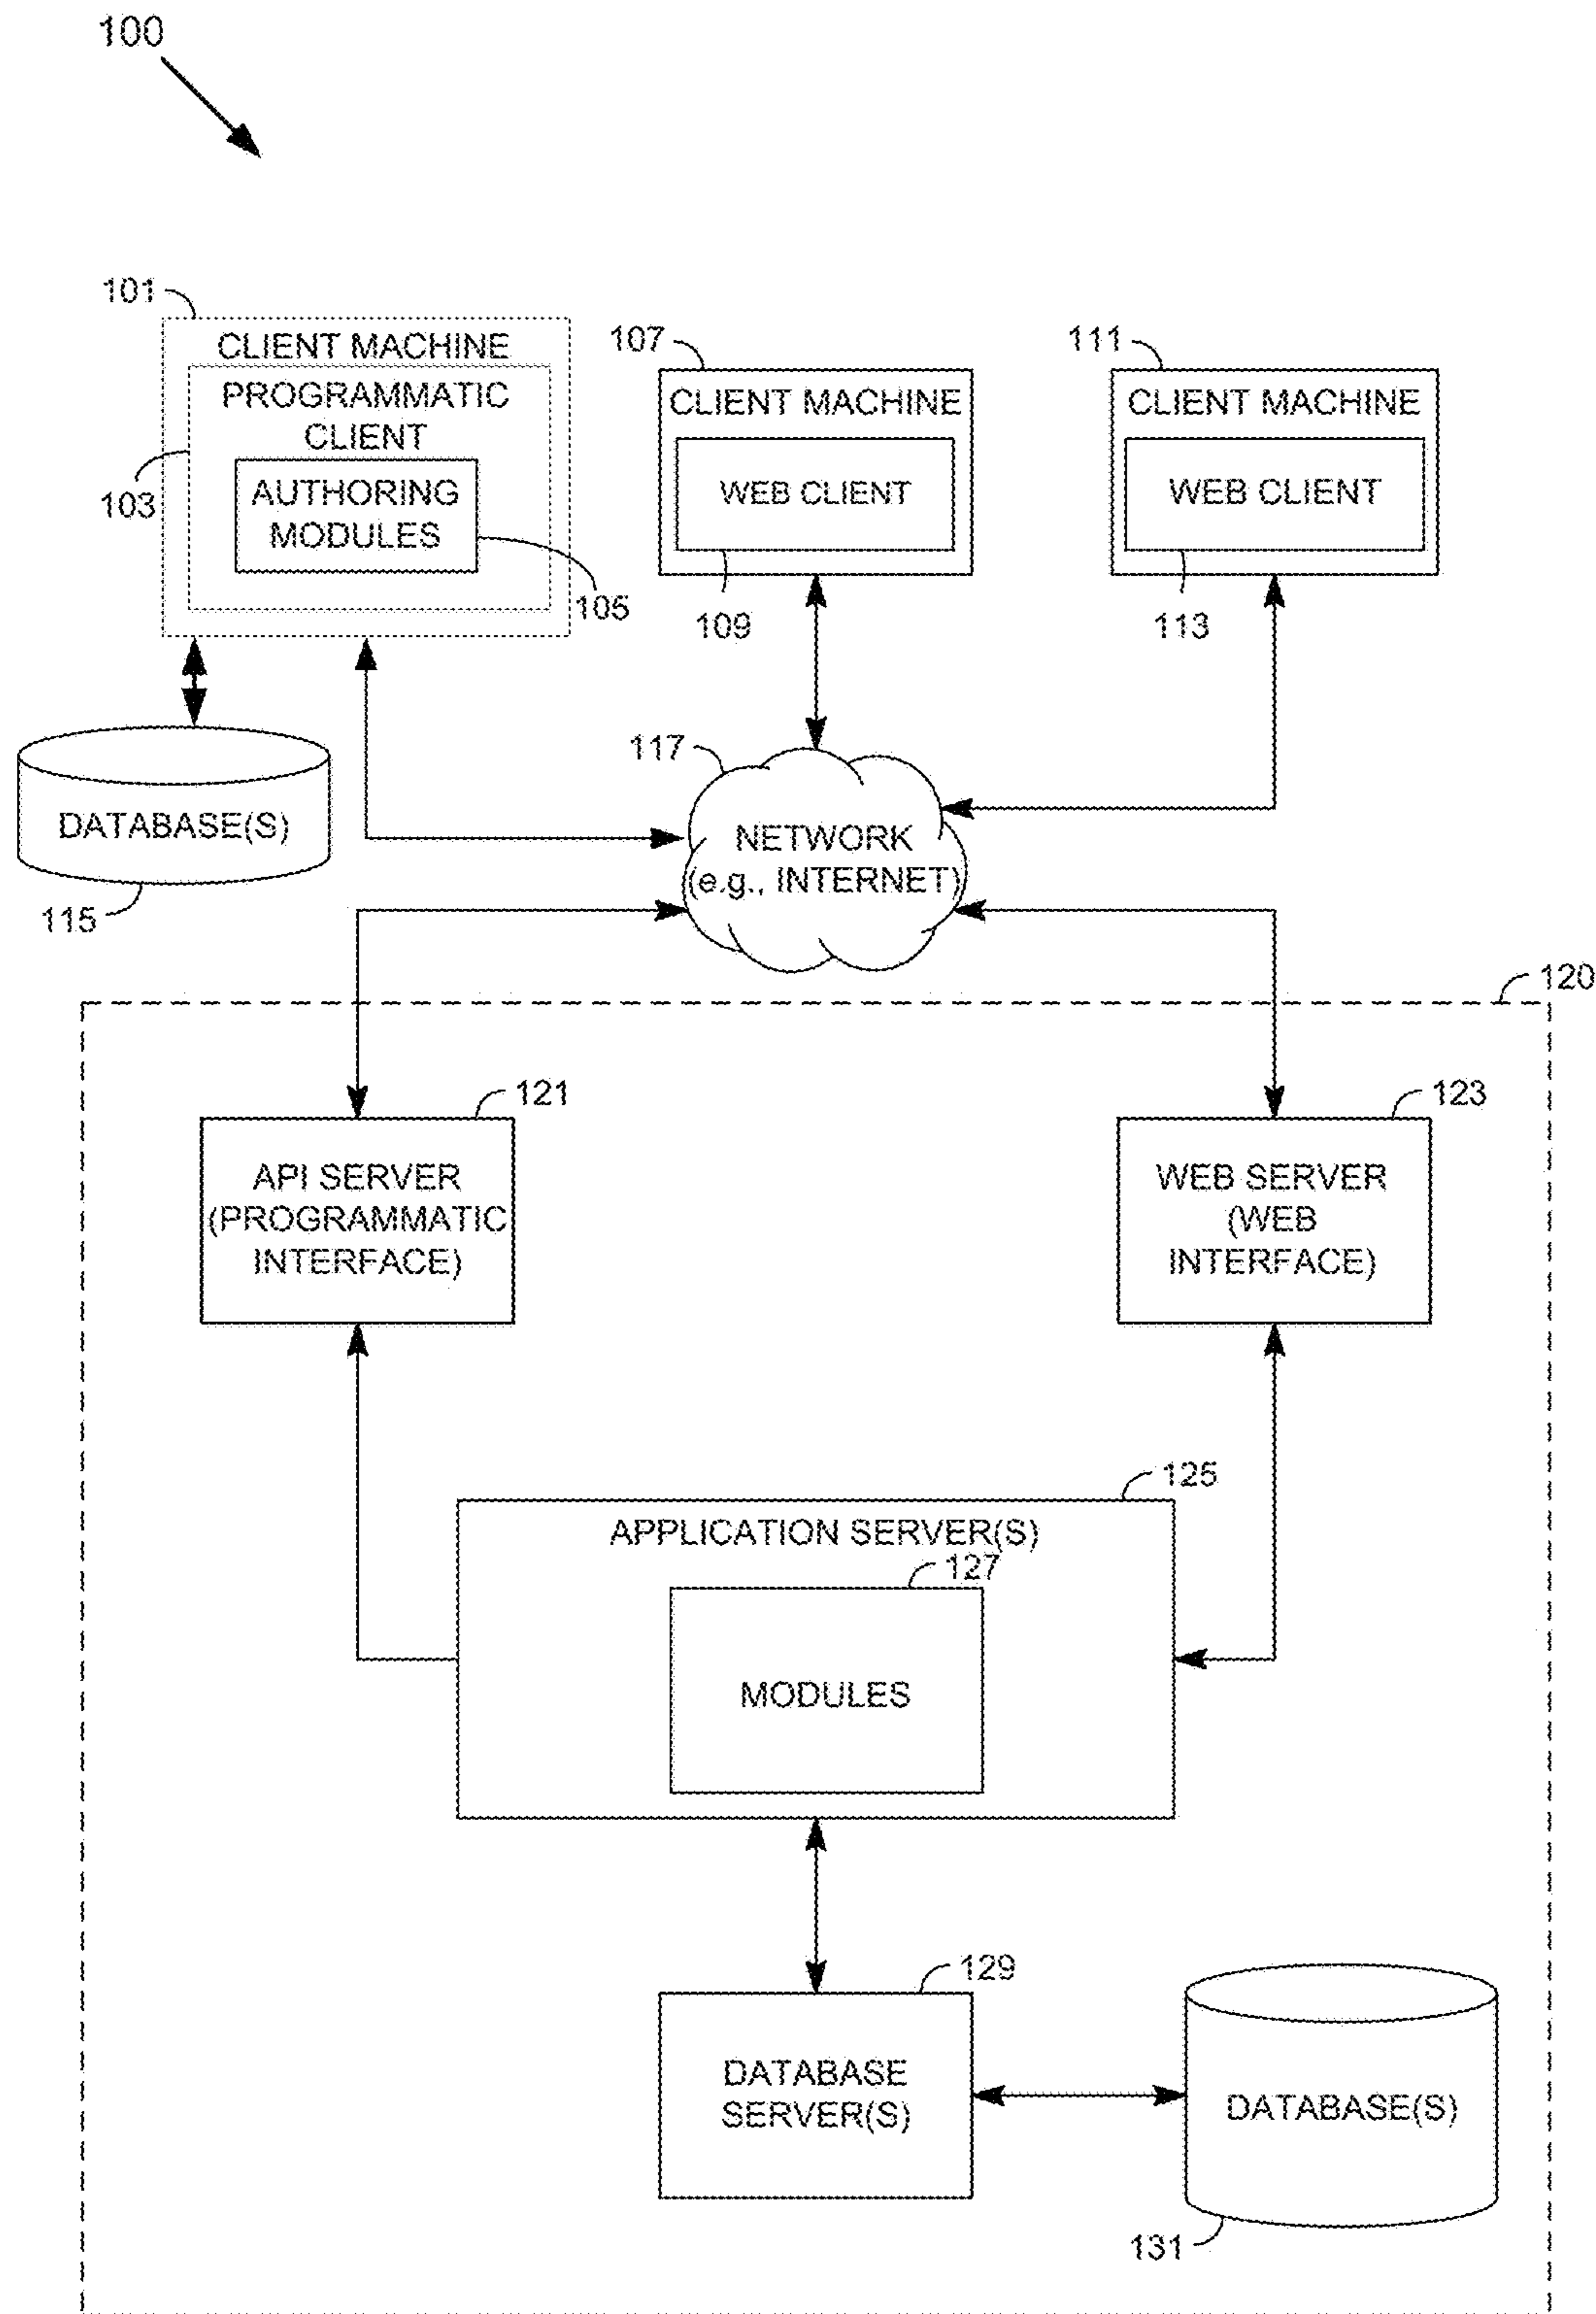 100
101
CLIENT MACHINE
PROGRAMMATIC
CLIENT
103
AUTHORING
MODULES
105
107
CLIENT MACHINE
WEB CLIENT
109
111
CLIENT MACHINE
WEB CLIENT
113
DATABASE(S)
115
117
NETWORK
(e.g., INTERNET)
120
121
API SERVER
(PROGRAMMATIC
INTERFACE)
123
WEB SERVER
(WEB
INTERFACE)
125
APPLICATION SERVER(S)
127
MODULES
129
DATABASE
SERVER(S)
DATABASE(S)
131